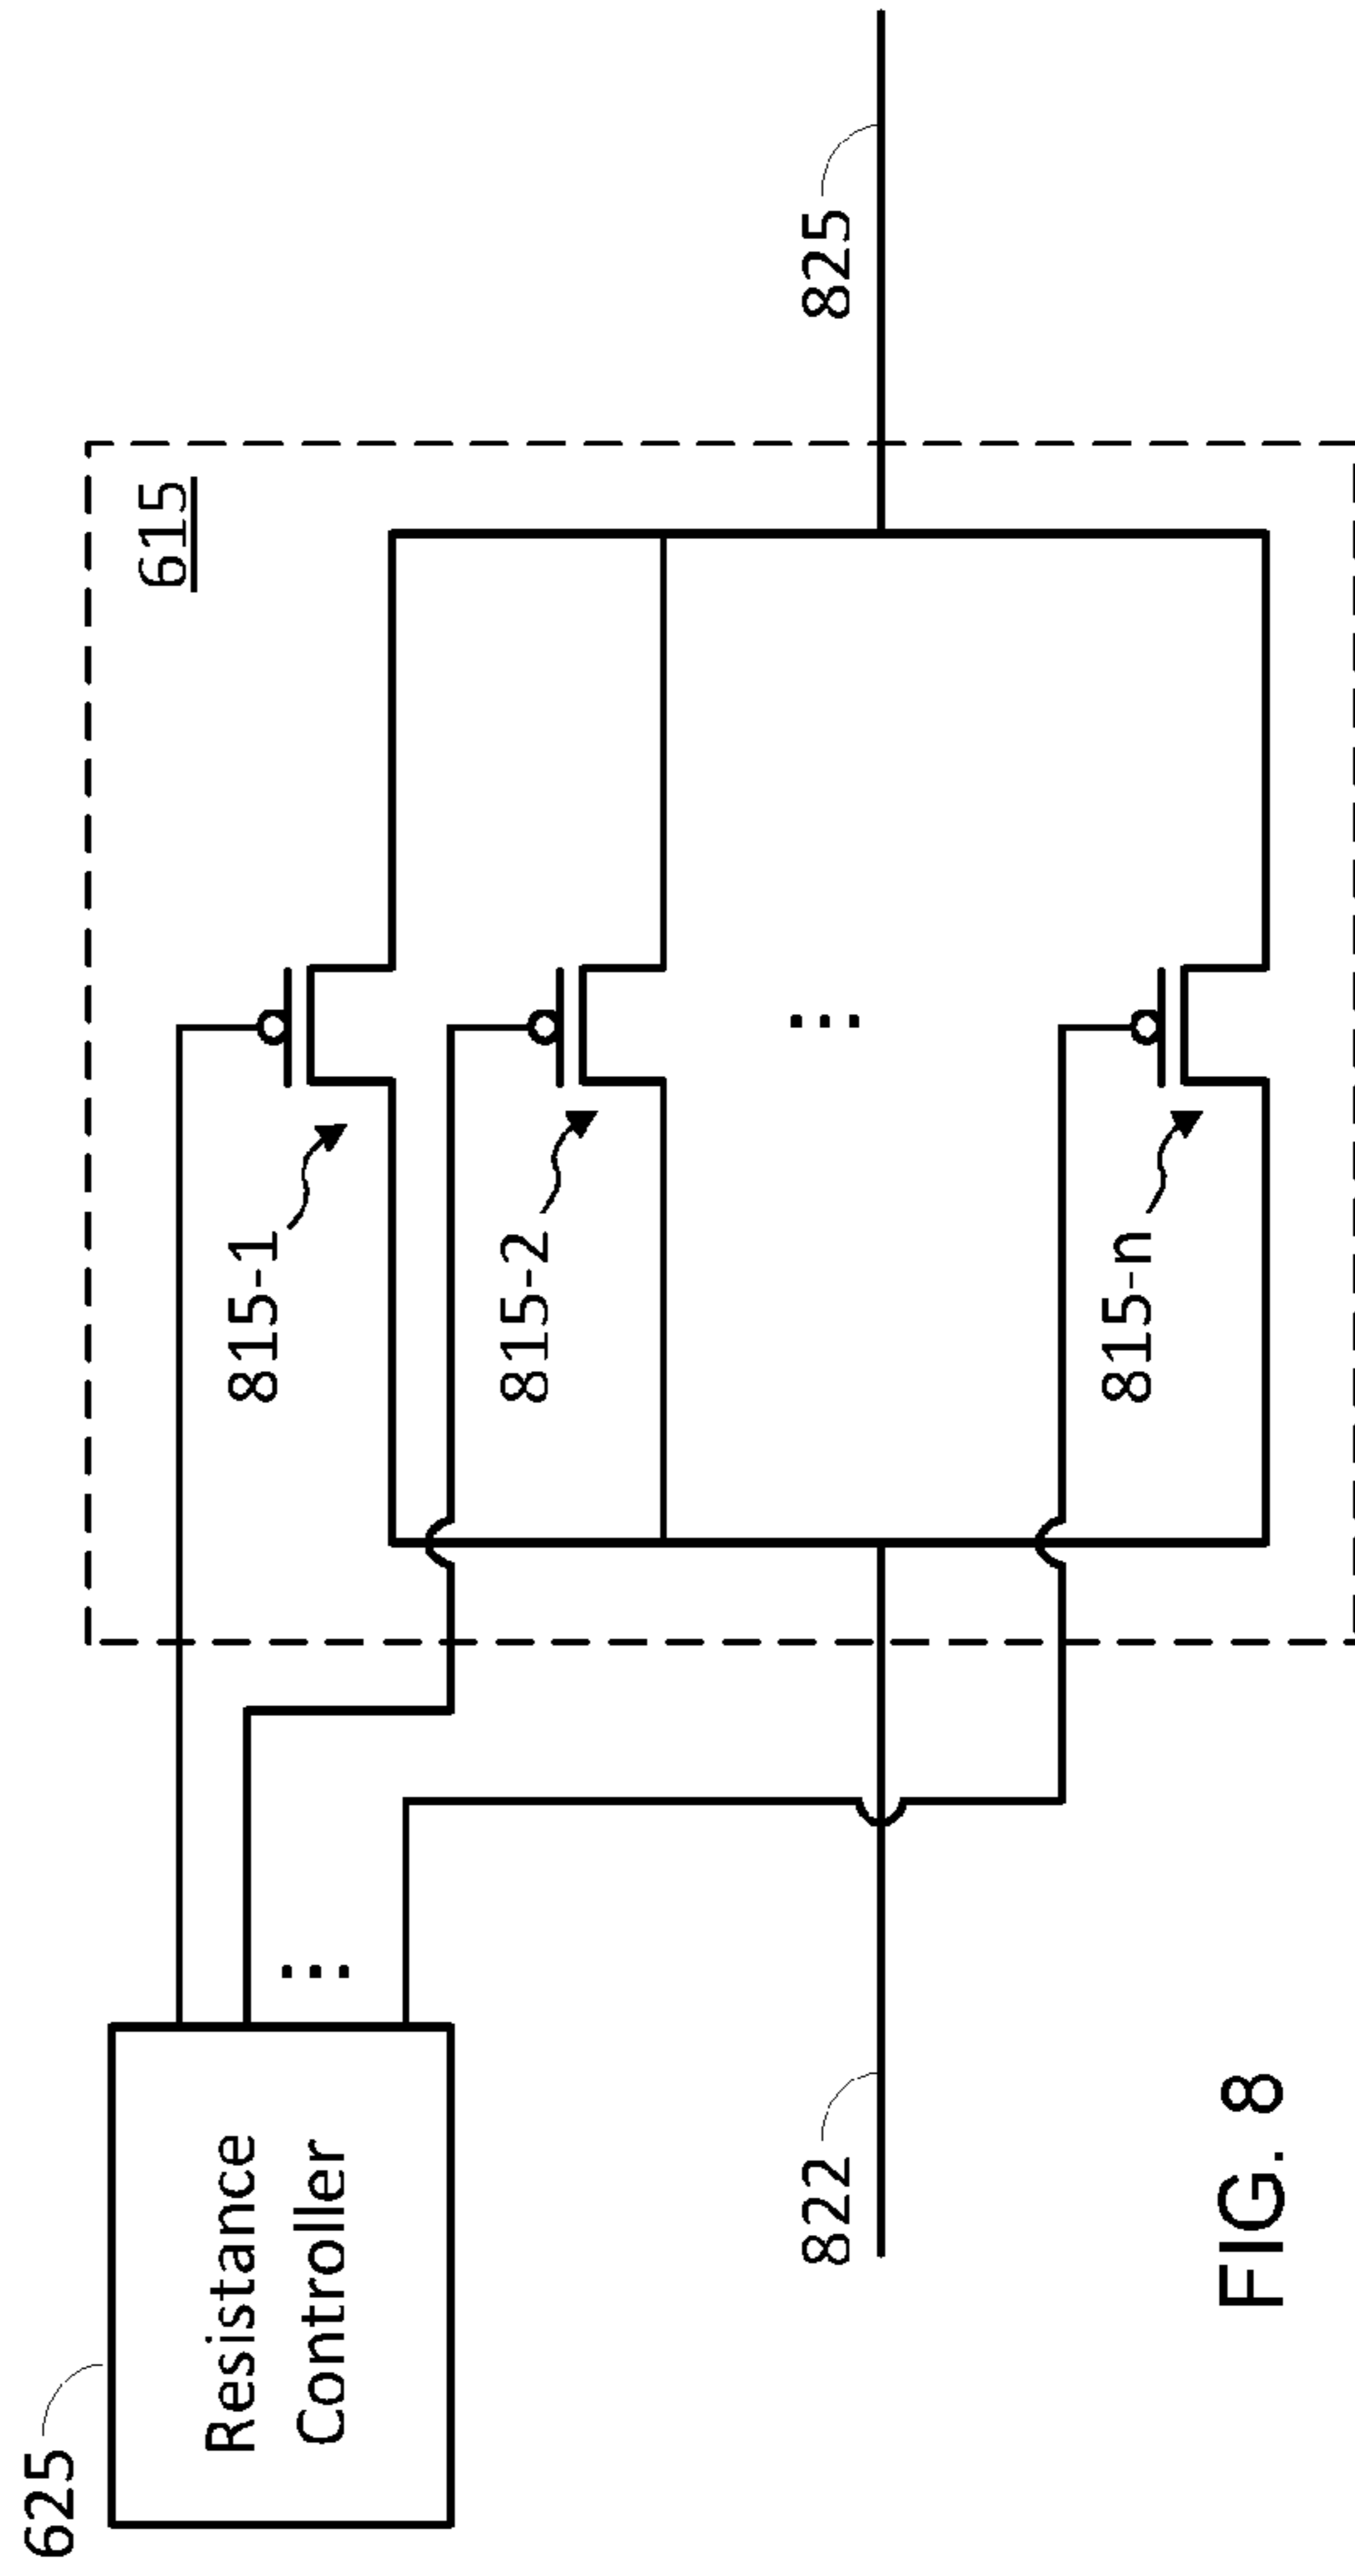 625
Resistance
Controller
615
815-1
815-2
...
...
815-n
822
825
FIG. 8